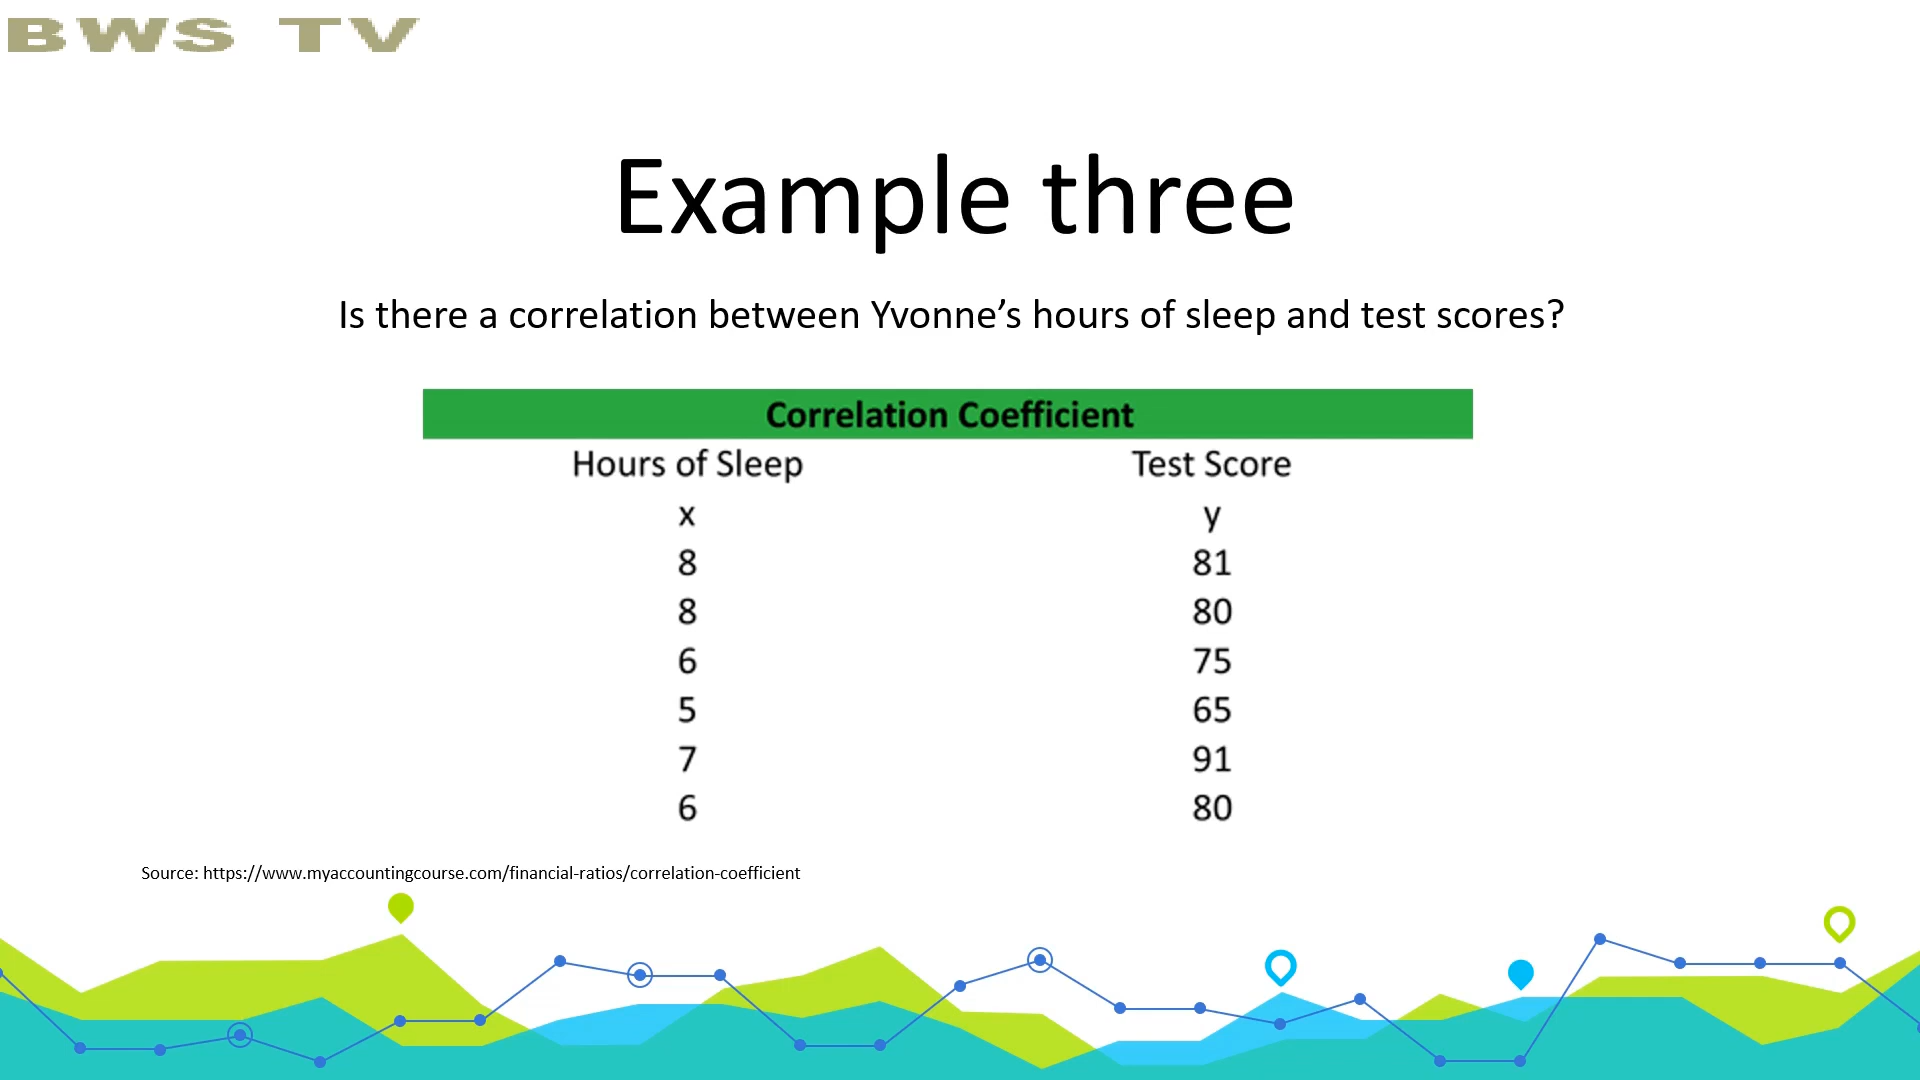 BWS TV
Example three
Is there a correlation between Yvonne’s hours of sleep and test scores?
Correlation Coefficient
Hours of Sleep Test Score
x y
8 81
8 80
6 75
5 65
7 91
6 80
Source: https://www.myaccountingcourse.com/financial-ratios/correlation-coefficient